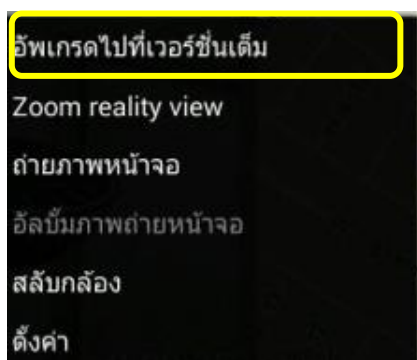 อัพเกรดไปที่เวอร์ชั่นเต็ม
Zoom reality view
ถ่ายภาพหน้าจอ
อัลบั้มภาพถ่ายหน้าจอ
สลับกล้อง
ตั้งค่า